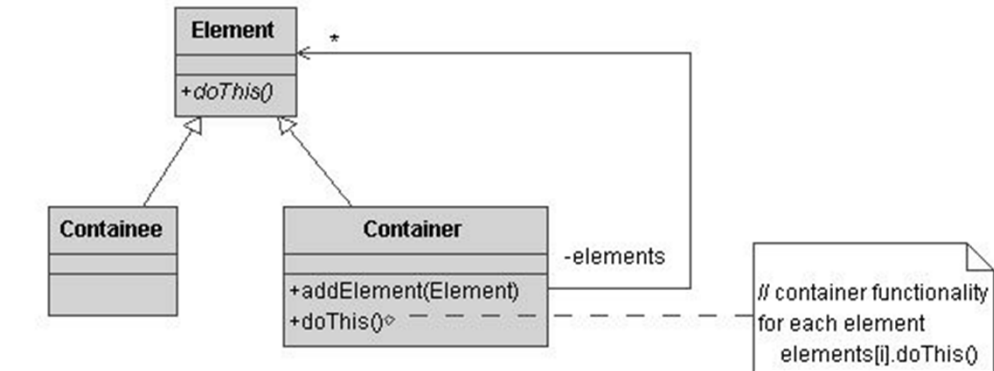 Element
*
+doThis()
Containee
Container
-elements
+addElement(Element)
+doThis()
// container functionality
for each element
elements[i].doThis()